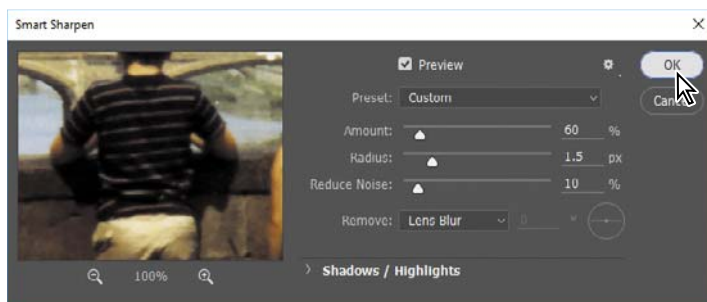 Smart Sharpen
Preview
OK
Preset: Custom
Cancel
Amount: 60 %
Radius: 1.5 px
Reduce Noise: 10 %
Remove: Lens Blur 0 °
100%
Shadows / Highlights